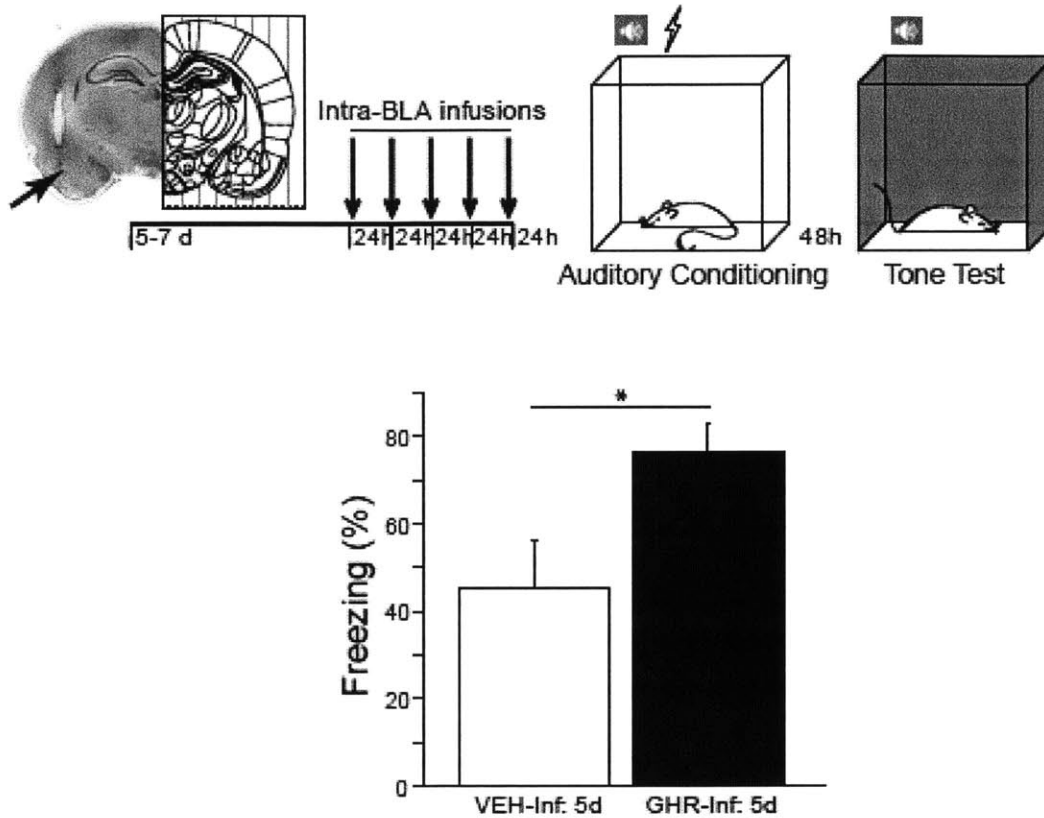 Intra-BLA infusions
5-7 d 24h 24h 24h 24h 24h
48h
Auditory Conditioning Tone Test
*
Freezing (%)
80
60
40
20
0
VEH-Inf: 5d GHR-Inf: 5d